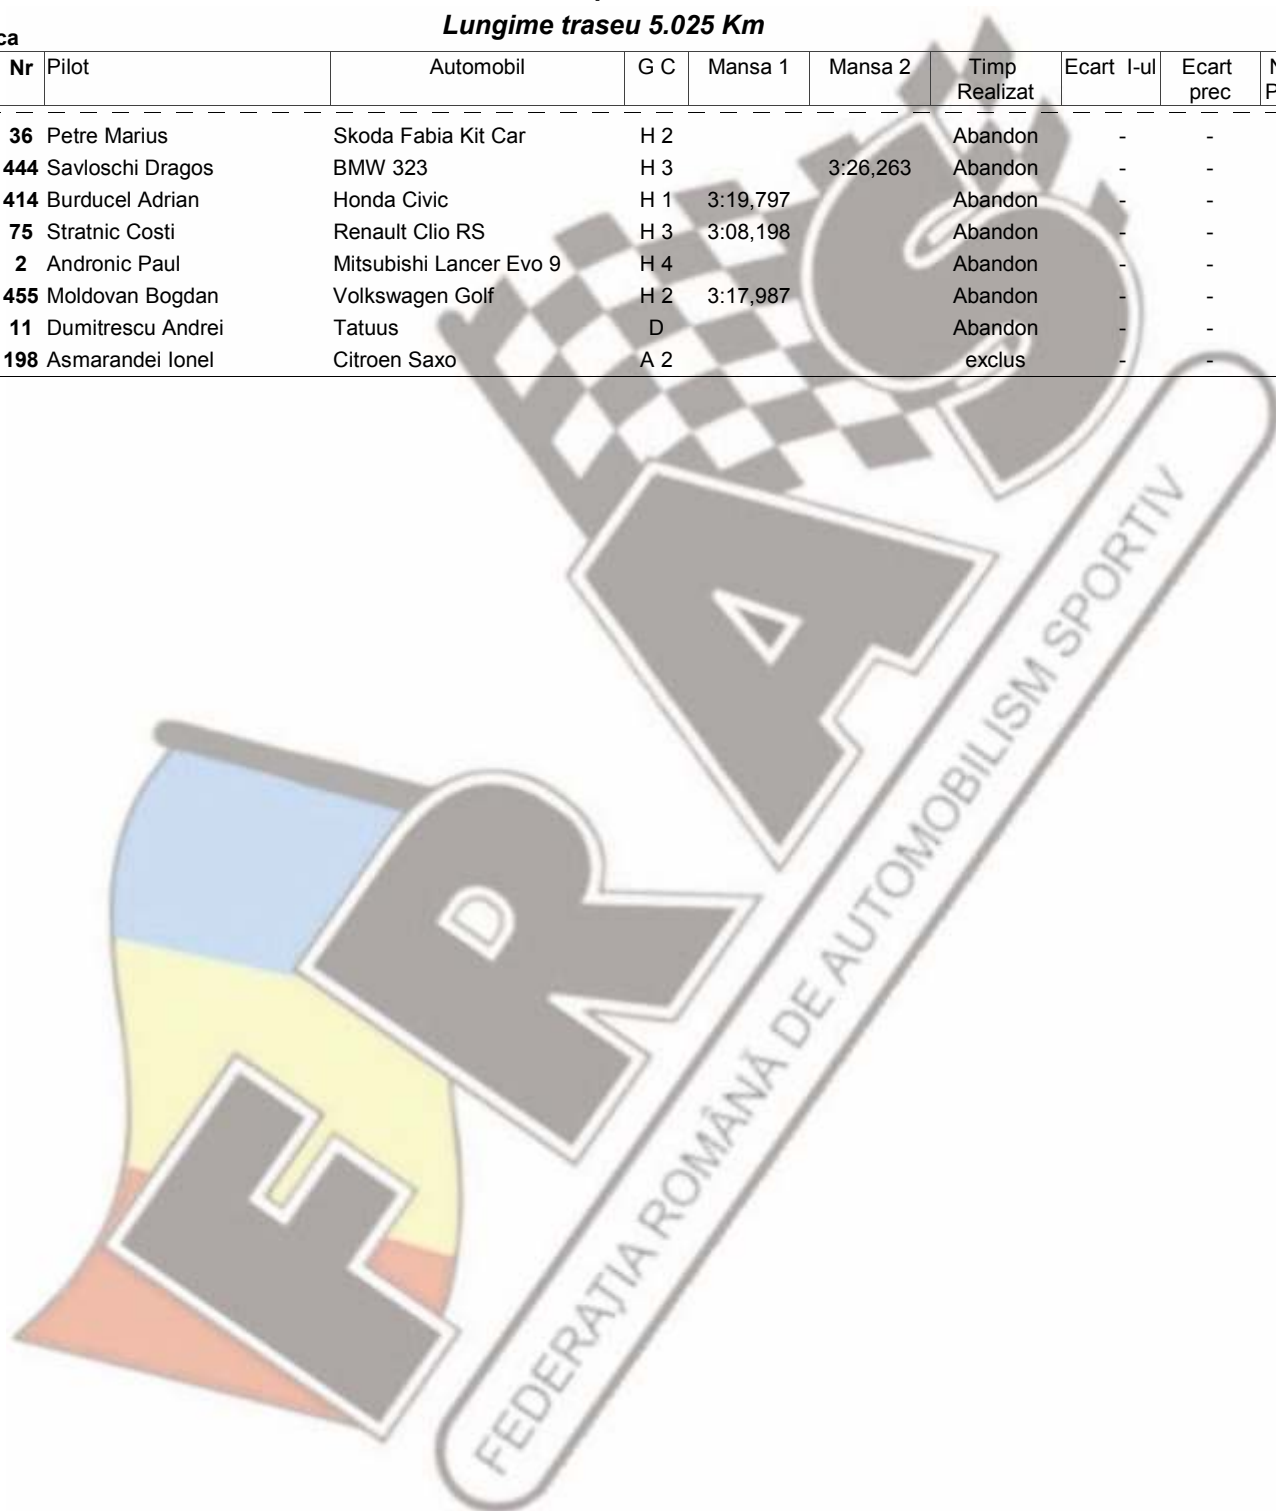 Lungime traseu 5.025 Km
ca
Nr Pilot Automobil G C Mansa 1 Mansa 2 Timp Realizat Ecart I-ul Ecart prec
36 Petre Marius Skoda Fabia Kit Car H 2 Abandon - -
444 Savloschi Dragos BMW 323 H 3 3:26,263 Abandon - -
414 Burducel Adrian Honda Civic H 1 3:19,797 Abandon - -
75 Stratnic Costi Renault Clio RS H 3 3:08,198 Abandon - -
2 Andronic Paul Mitsubishi Lancer Evo 9 H 4 Abandon - -
455 Moldovan Bogdan Volkswagen Golf H 2 3:17,987 Abandon - -
11 Dumitrescu Andrei Tatuus D Abandon - -
198 Asmarandei Ionel Citroen Saxo A 2 exclus - -
FRAS
FEDERAŢIA ROMÂNĂ DE AUTOMOBILISM SPORTIV